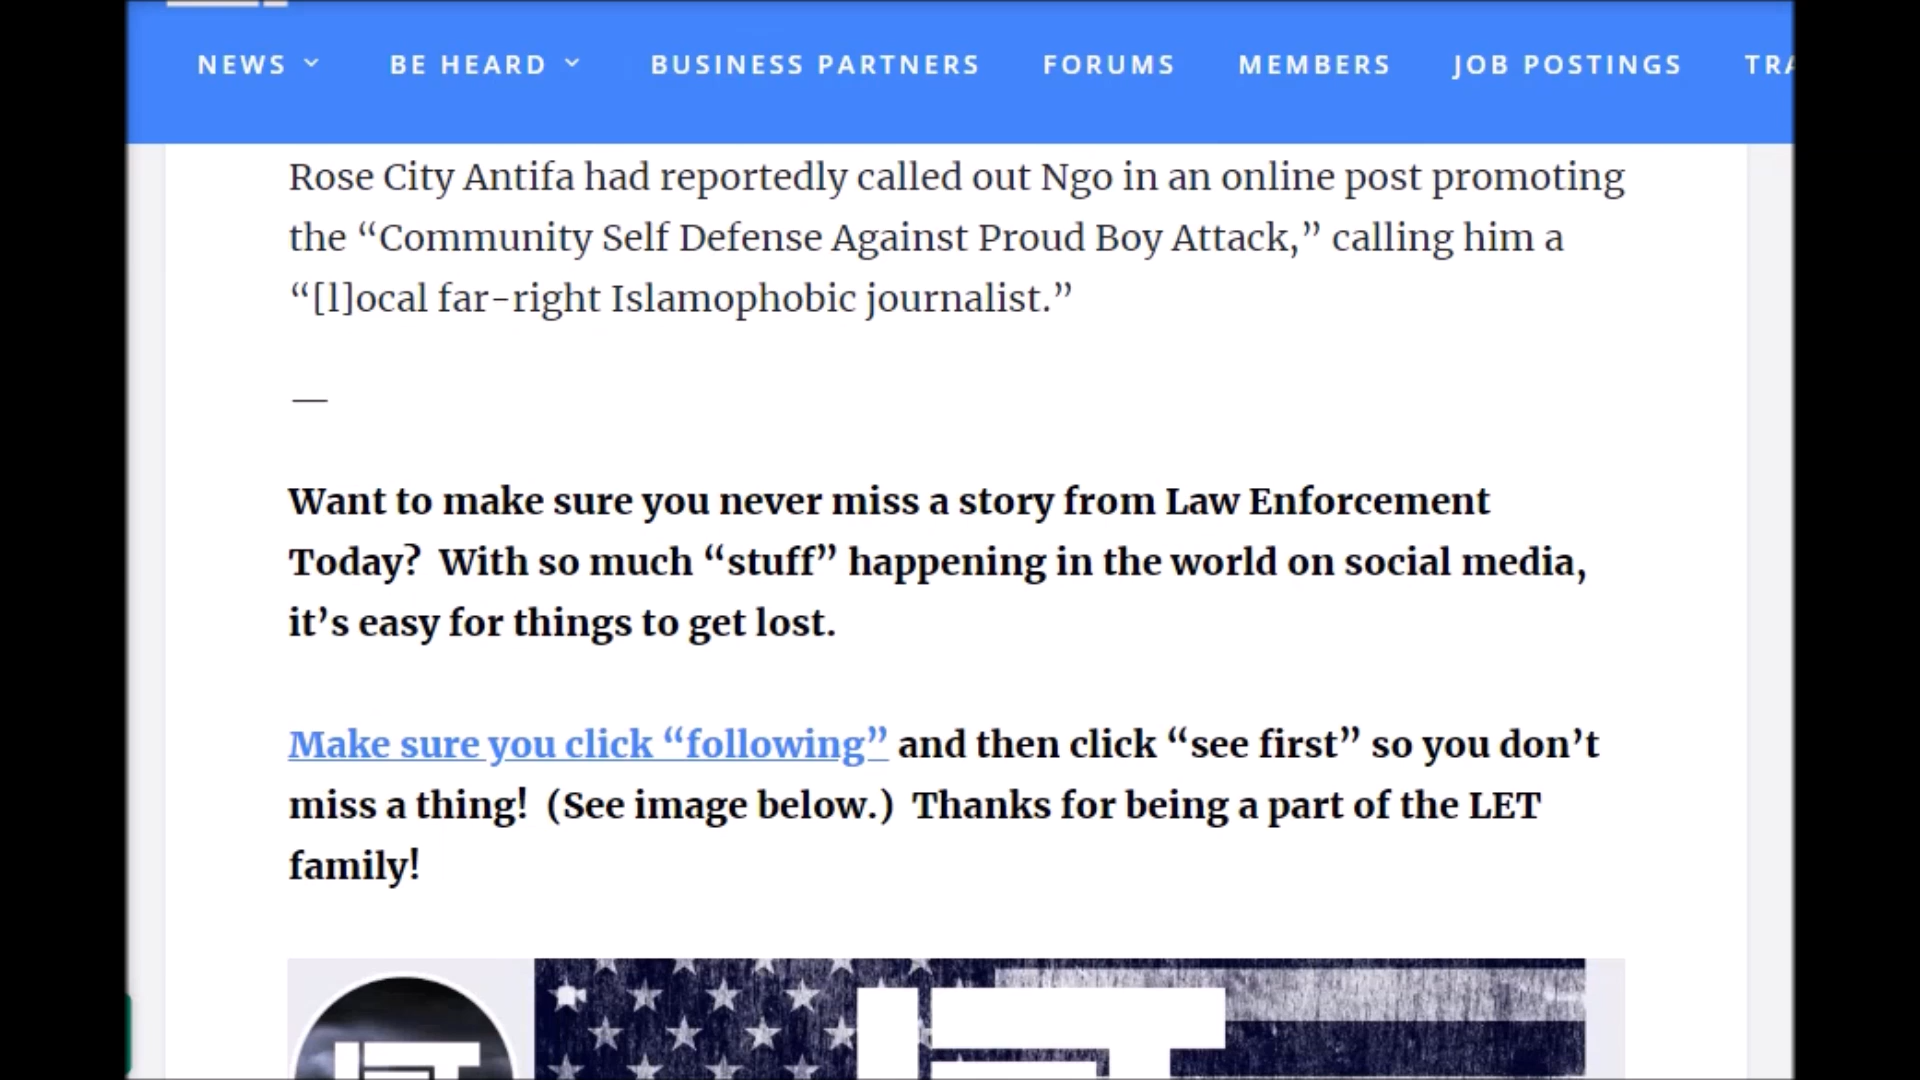 NEWS BE HEARD BUSINESS PARTNERS FORUMS MEMBERS JOB POSTINGS TRA
Rose City Antifa had reportedly called out Ngo in an online post promoting
the “Community Self Defense Against Proud Boy Attack,” calling him a
“[l]ocal far-right Islamophobic journalist.”
—
Want to make sure you never miss a story from Law Enforcement
Today?  With so much “stuff” happening in the world on social media,
it’s easy for things to get lost.
Make sure you click “following” and then click “see first” so you don’t
miss a thing!  (See image below.)  Thanks for being a part of the LET
family!
LET
LET